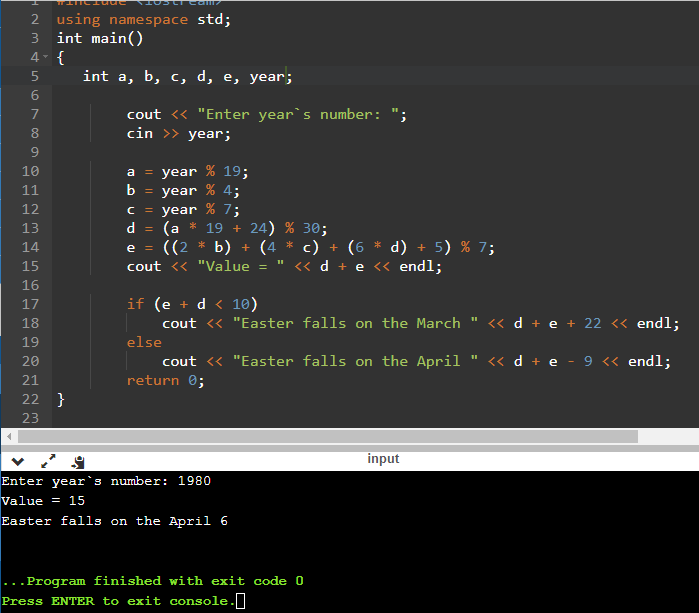 1 #include <iostream>
2 using namespace std;
3 int main()
4 {
5 int a, b, c, d, e, year;
6
7 cout << "Enter year`s number: ";
8 cin >> year;
9
10 a = year % 19;
11 b = year % 4;
12 c = year % 7;
13 d = (a * 19 + 24) % 30;
14 e = ((2 * b) + (4 * c) + (6 * d) + 5) % 7;
15 cout << "Value = " << d + e << endl;
16
17 if (e + d < 10)
18 cout << "Easter falls on the March " << d + e + 22 << endl;
19 else
20 cout << "Easter falls on the April " << d + e - 9 << endl;
21 return 0;
22 }
23
input
Enter year`s number: 1980
Value = 15
Easter falls on the April 6
...Program finished with exit code 0
Press ENTER to exit console.